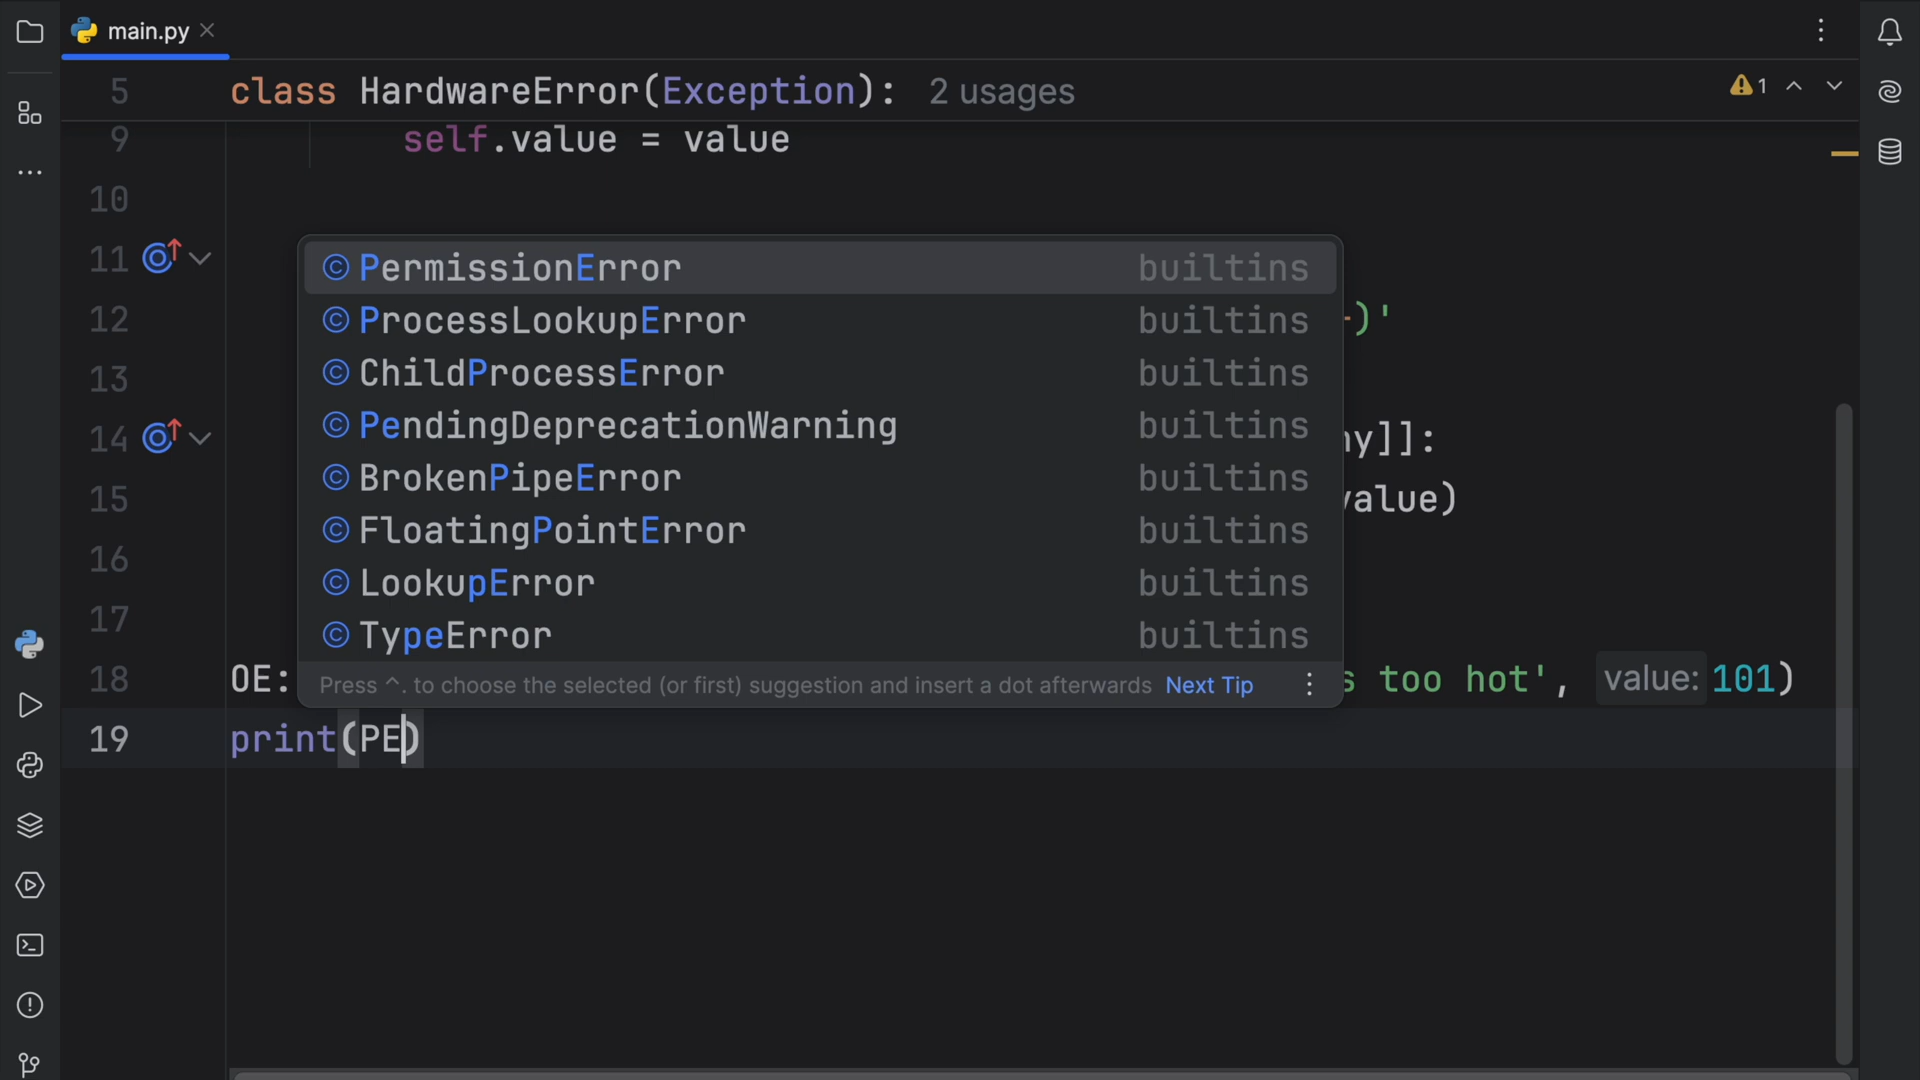 main.py
5 class HardwareError(Exception): 2 usages
1
9 self.value = value
10
11
12 )'
13
14 ]]:
15 value)
16
17
PermissionError builtins
ProcessLookupError builtins
ChildProcessError builtins
PendingDeprecationWarning builtins
BrokenPipeError builtins
FloatingPointError builtins
LookupError builtins
TypeError builtins
Press ^. to choose the selected (or first) suggestion and insert a dot afterwards Next Tip
18 OE: s too hot', value: 101)
19 print(PE)